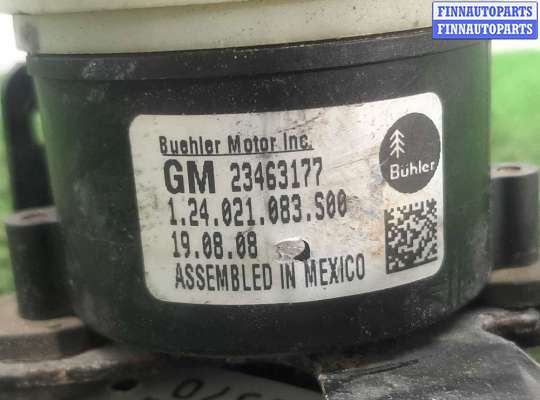 FINNAUTOPARTS
FINNAUTOPARTS
Buehler Motor Inc.
GM 23463177
Bühler
1.24.021.083.S00
19.08.08
ASSEMBLED IN MEXICO